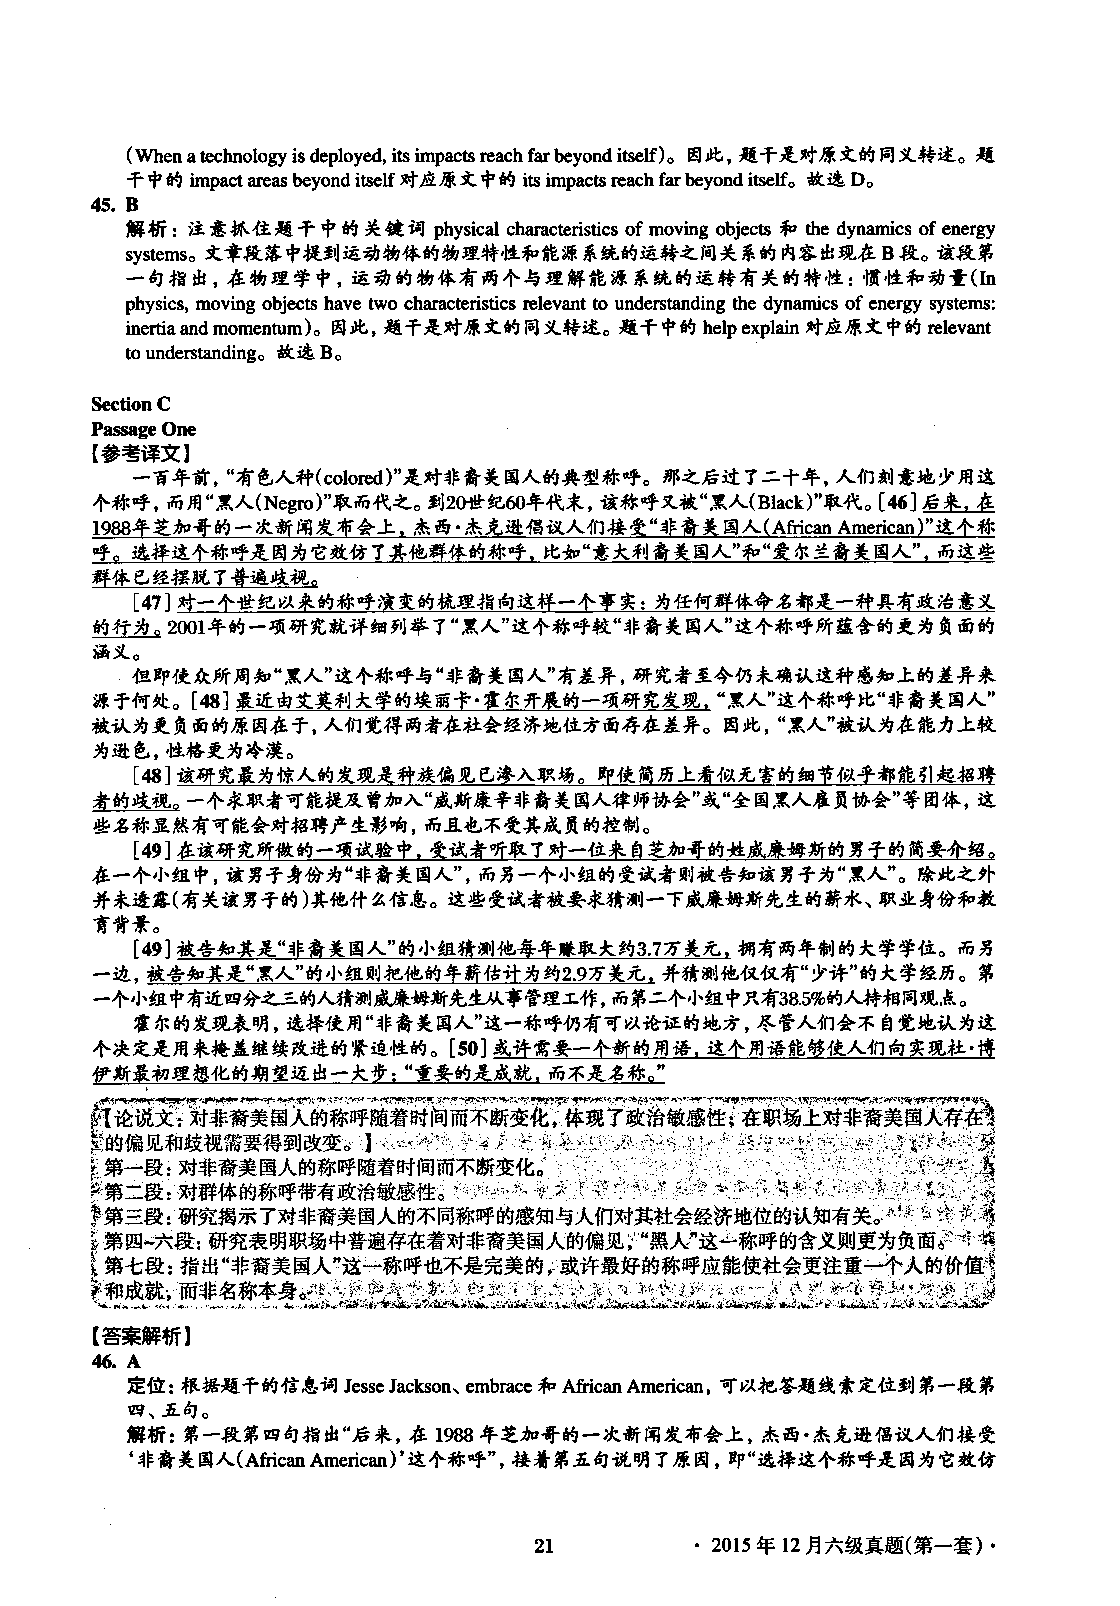 (When a technology is deployed, its impacts reach far beyond itself)。因此，题干是对原文的同义转述。题
干中的 impact areas beyond itself 对应原文中的 its impacts reach far beyond itself。故选 D。
45. B
解析：注意抓住题干中的关键词 physical characteristics of moving objects 和 the dynamics of energy
systems。文章段落中提到运动物体的物理特性和能源系统的运转之间关系的内容出现在 B 段。该段第
一句指出，在物理学中，运动的物体有两个与理解能源系统的运转有关的特性：惯性和动量(In
physics, moving objects have two characteristics relevant to understanding the dynamics of energy systems:
inertia and momentum)。因此，题干是对原文的同义转述。题干中的 help explain 对应原文中的 relevant
to understanding。故选 B。
Section C
Passage One
【参考译文】
一百年前，“有色人种(colored)”是对非裔美国人的典型称呼。那之后过了二十年，人们刻意地少用这
个称呼，而用“黑人(Negro)”取而代之。到20世纪60年代末，该称呼又被“黑人(Black)”取代。[46]后来，在
1988年芝加哥的一次新闻发布会上，杰西·杰克逊倡议人们接受“非裔美国人(African American)”这个称
呼。选择这个称呼是因为它效仿了其他群体的称呼，比如“意大利裔美国人”和“爱尔兰裔美国人”，而这些
群体已经摆脱了普遍歧视。
[47]对一个世纪以来的称呼演变的梳理指向这样一个事实：为任何群体命名都是一种具有政治意义
的行为。2001年的一项研究就详细列举了“黑人”这个称呼较“非裔美国人”这个称呼所蕴含的更为负面的
涵义。
但即使众所周知“黑人”这个称呼与“非裔美国人”有差异，研究者至今仍未确认这种感知上的差异来
源于何处。[48]最近由艾莫利大学的埃丽卡·霍尔开展的一项研究发现，“黑人”这个称呼比“非裔美国人”
被认为更负面的原因在于，人们觉得两者在社会经济地位方面存在差异。因此，“黑人”被认为在能力上较
为逊色，性格更为冷漠。
[48]该研究最为惊人的发现是种族偏见已渗入职场。即使简历上看似无害的细节似乎都能引起招聘
者的歧视。一个求职者可能提及曾加入“威斯康辛非裔美国人律师协会”或“全国黑人雇员协会”等团体，这
些名称显然有可能会对招聘产生影响，而且也不受其成员的控制。
[49]在该研究所做的一项试验中，受试者听取了对一位来自芝加哥的姓威廉姆斯的男子的简要介绍。
在一个小组中，该男子身份为“非裔美国人”，而另一个小组的受试者则被告知该男子为“黑人”。除此之外
并未透露(有关该男子的)其他什么信息。这些受试者被要求猜测一下威廉姆斯先生的薪水、职业身份和教
育背景。
[49]被告知其是“非裔美国人”的小组猜测他每年赚取大约3.7万美元，拥有两年制的大学学位。而另
一边，被告知其是“黑人”的小组则把他的年薪估计为约2.9万美元，并猜测他仅仅有“少许”的大学经历。第
一个小组中有近四分之三的人猜测威廉姆斯先生从事管理工作，而第二个小组中只有38.5%的人持相同观点。
霍尔的发现表明，选择使用“非裔美国人”这一称呼仍有可以论证的地方，尽管人们会不自觉地认为这
个决定是用来掩盖继续改进的紧迫性的。[50]或许需要一个新的用语，这个用语能够使人们向实现杜·博
伊斯最初理想化的期望迈出一大步：“重要的是成就，而不是名称。”
【论说文：对非裔美国人的称呼随着时间而不断变化，体现了政治敏感性；在职场上对非裔美国人存在
的偏见和歧视需要得到改变。】
第一段：对非裔美国人的称呼随着时间而不断变化。
第二段：对群体的称呼带有政治敏感性。
第三段：研究揭示了对非裔美国人的不同称呼的感知与人们对其社会经济地位的认知有关。
第四~六段：研究表明职场中普遍存在着对非裔美国人的偏见，“黑人”这一称呼的含义则更为负面。
第七段：指出“非裔美国人”这一称呼也不是完美的，或许最好的称呼应能使社会更注重一个人的价值
和成就，而非名称本身。
【答案解析】
46. A
定位：根据题干的信息词 Jesse Jackson、embrace 和 African American，可以把答题线索定位到第一段第
四、五句。
解析：第一段第四句指出“后来，在 1988 年芝加哥的一次新闻发布会上，杰西·杰克逊倡议人们接受
‘非裔美国人(African American)’这个称呼”，接着第五句说明了原因，即“选择这个称呼是因为它效仿
21
· 2015 年 12 月六级真题(第一套) ·